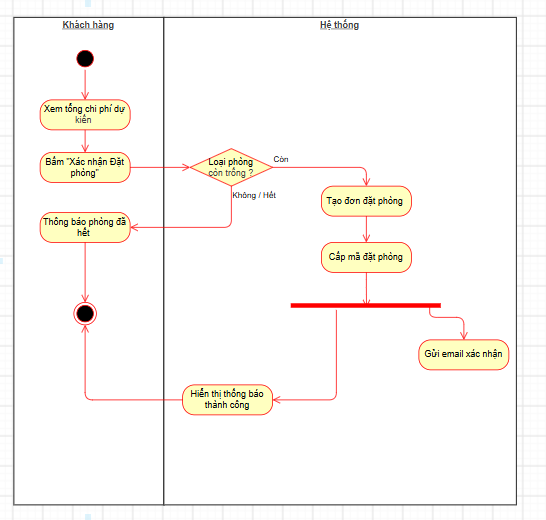 Khách hàng
Hệ thống
Xem tổng chi phí dự
kiến
Bấm "Xác nhận Đặt
phòng"
Loại phòng
còn trống ?
Còn
Không / Hết
Tạo đơn đặt phòng
Thông báo phòng đã
hết
Cấp mã đặt phòng
Gửi email xác nhận
Hiển thị thông báo
thành công